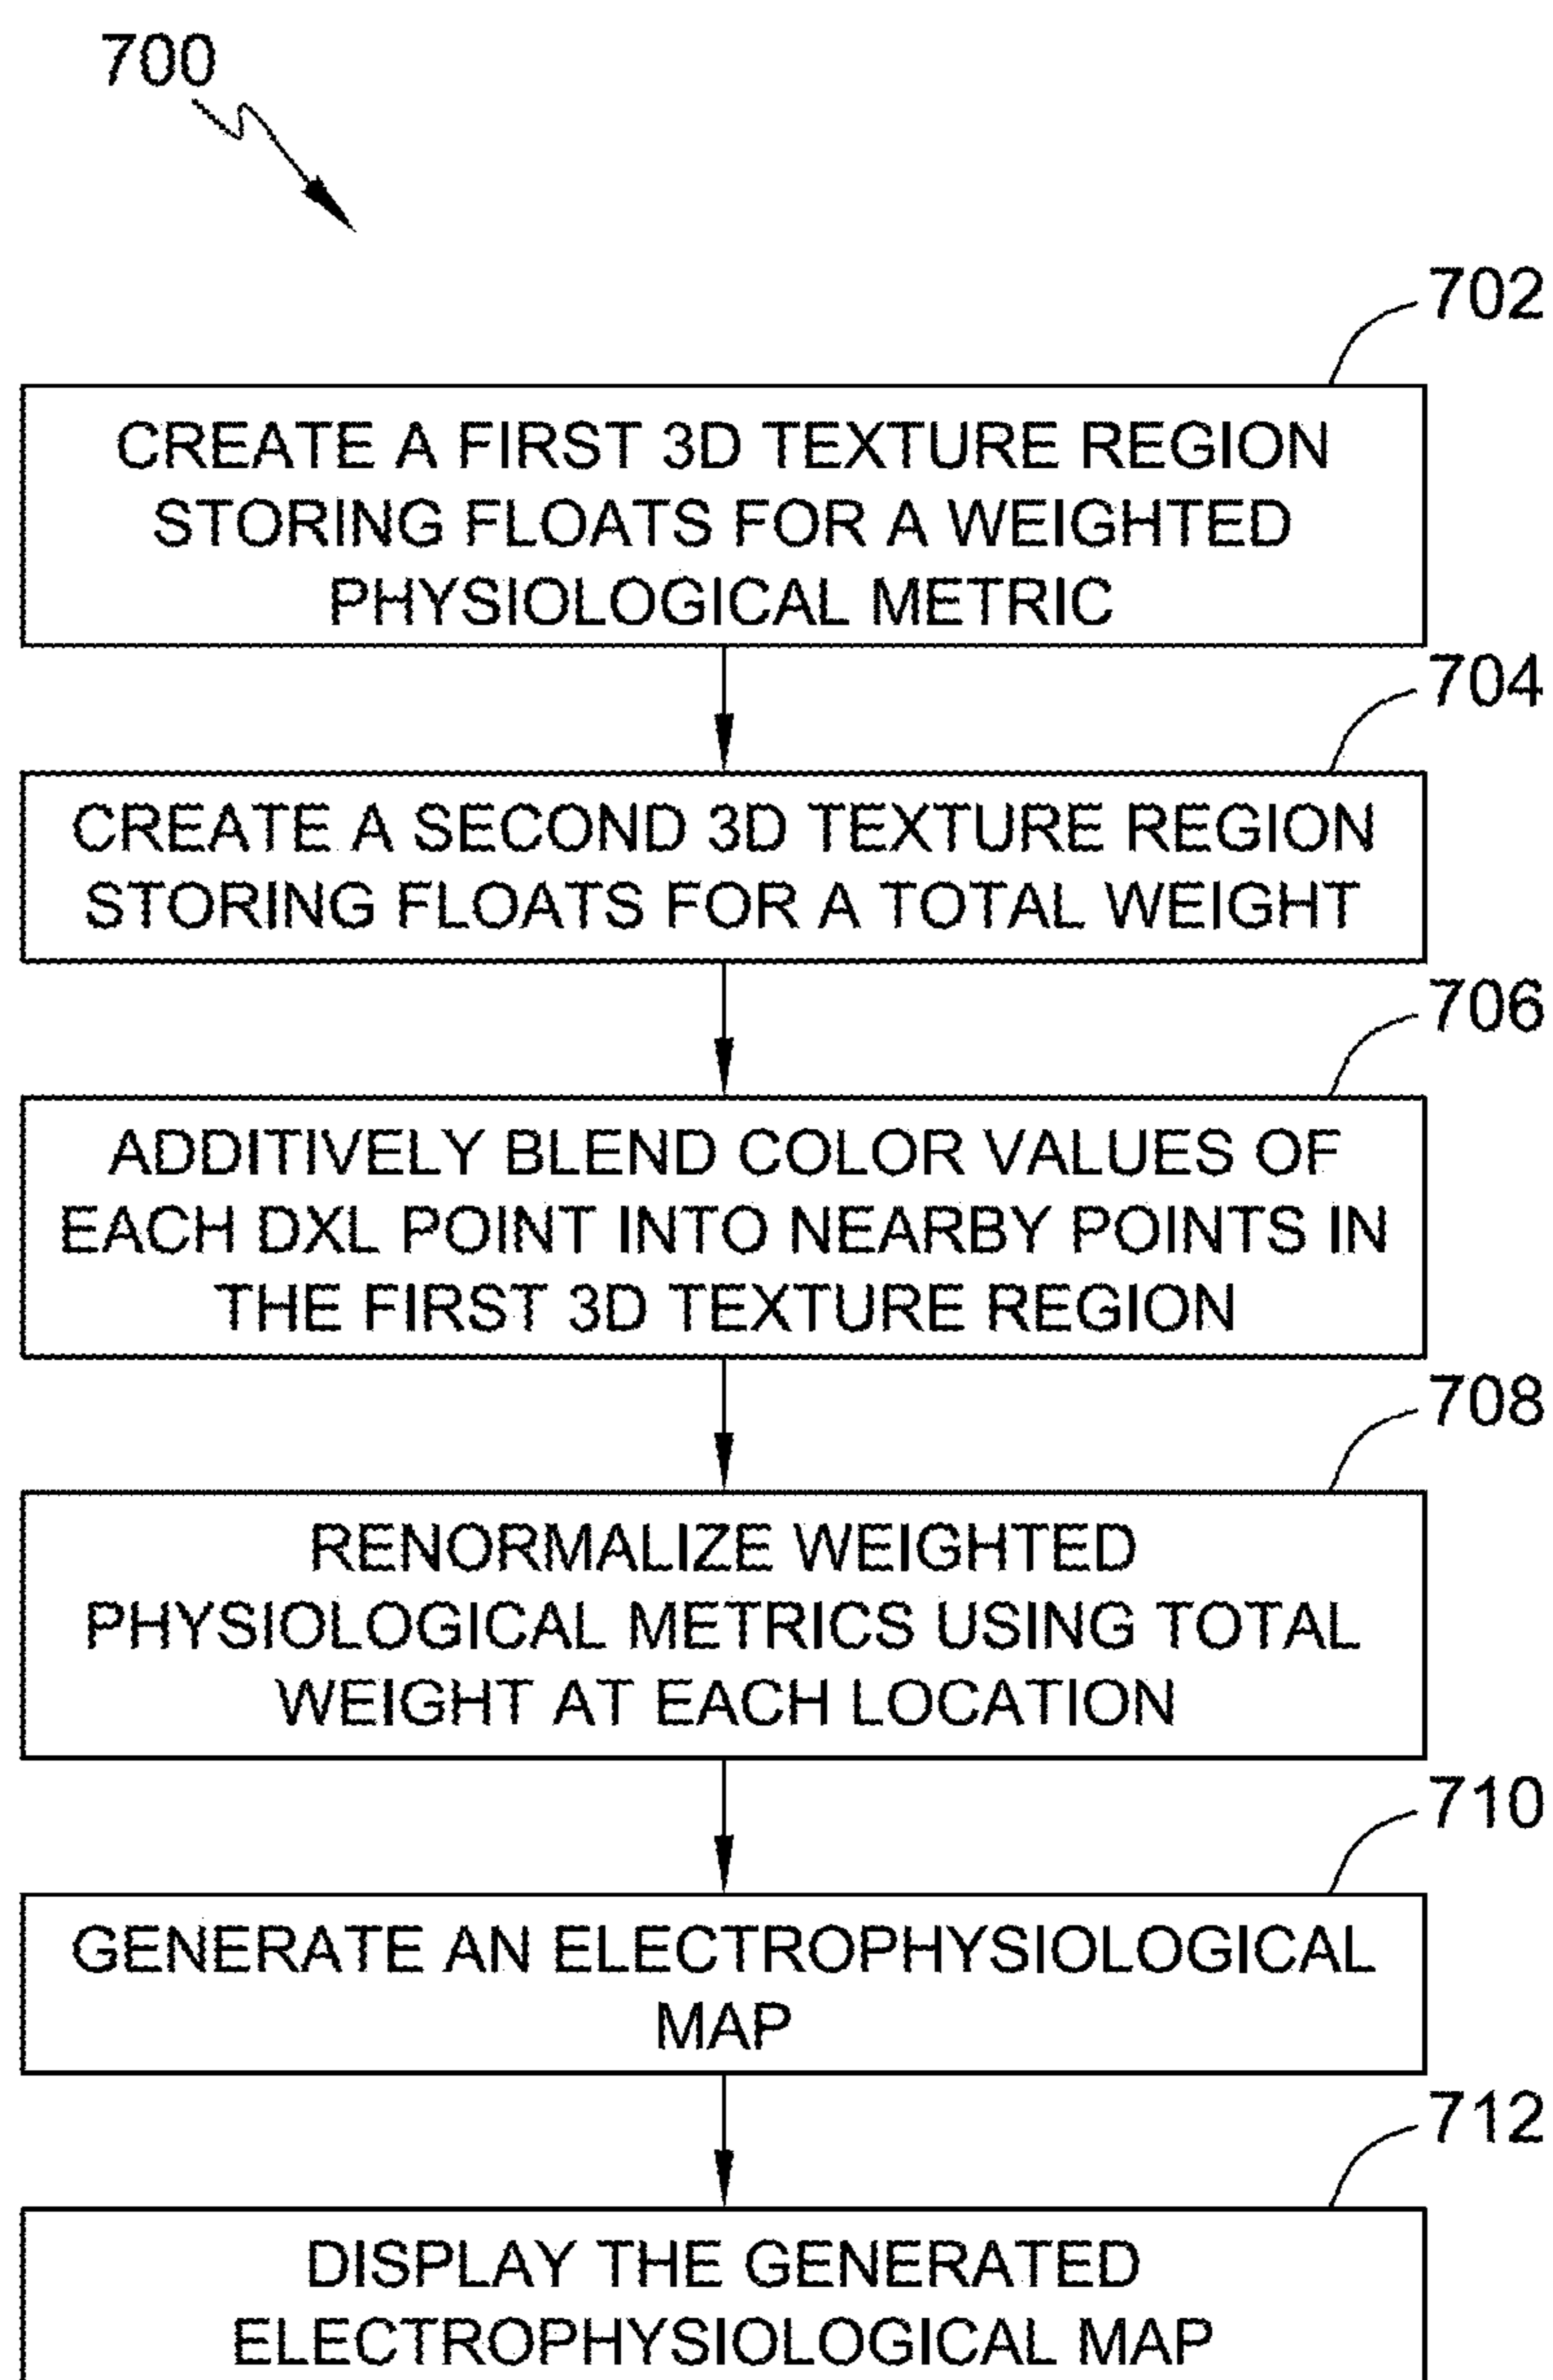 700
702
CREATE A FIRST 3D TEXTURE REGION
STORING FLOATS FOR A WEIGHTED
PHYSIOLOGICAL METRIC
704
CREATE A SECOND 3D TEXTURE REGION
STORING FLOATS FOR A TOTAL WEIGHT
706
ADDITIVELY BLEND COLOR VALUES OF
EACH DXL POINT INTO NEARBY POINTS IN
THE FIRST 3D TEXTURE REGION
708
RENORMALIZE WEIGHTED
PHYSIOLOGICAL METRICS USING TOTAL
WEIGHT AT EACH LOCATION
710
GENERATE AN ELECTROPHYSIOLOGICAL
MAP
712
DISPLAY THE GENERATED
ELECTROPHYSIOLOGICAL MAP